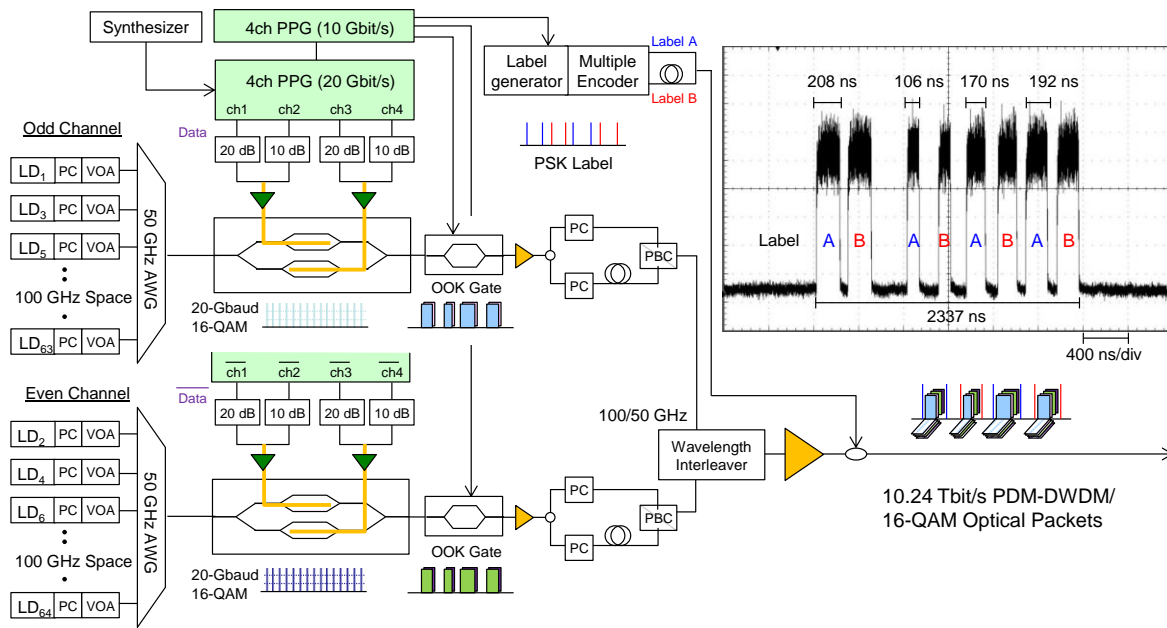 Synthesizer
4ch PPG (10 Gbit/s)
4ch PPG (20 Gbit/s)
ch1 ch2 ch3 ch4
Data
20 dB 10 dB 20 dB 10 dB
Label generator
Multiple Encoder
Label A
Label B
PSK Label
Odd Channel
LD1 PC VOA
LD3 PC VOA
LD5 PC VOA
100 GHz Space
LD63 PC VOA
50 GHz AWG
20-Gbaud
16-QAM
OOK Gate
PC
PC
PBC
208 ns 106 ns 170 ns 192 ns
Label A B A B A B A B
2337 ns
400 ns/div
ch1 ch2 ch3 ch4
Data
20 dB 10 dB 20 dB 10 dB
Even Channel
LD2 PC VOA
LD4 PC VOA
LD6 PC VOA
100 GHz Space
LD64 PC VOA
50 GHz AWG
20-Gbaud
16-QAM
OOK Gate
PC
PC
PBC
100/50 GHz
Wavelength
Interleaver
10.24 Tbit/s PDM-DWDM/
16-QAM Optical Packets